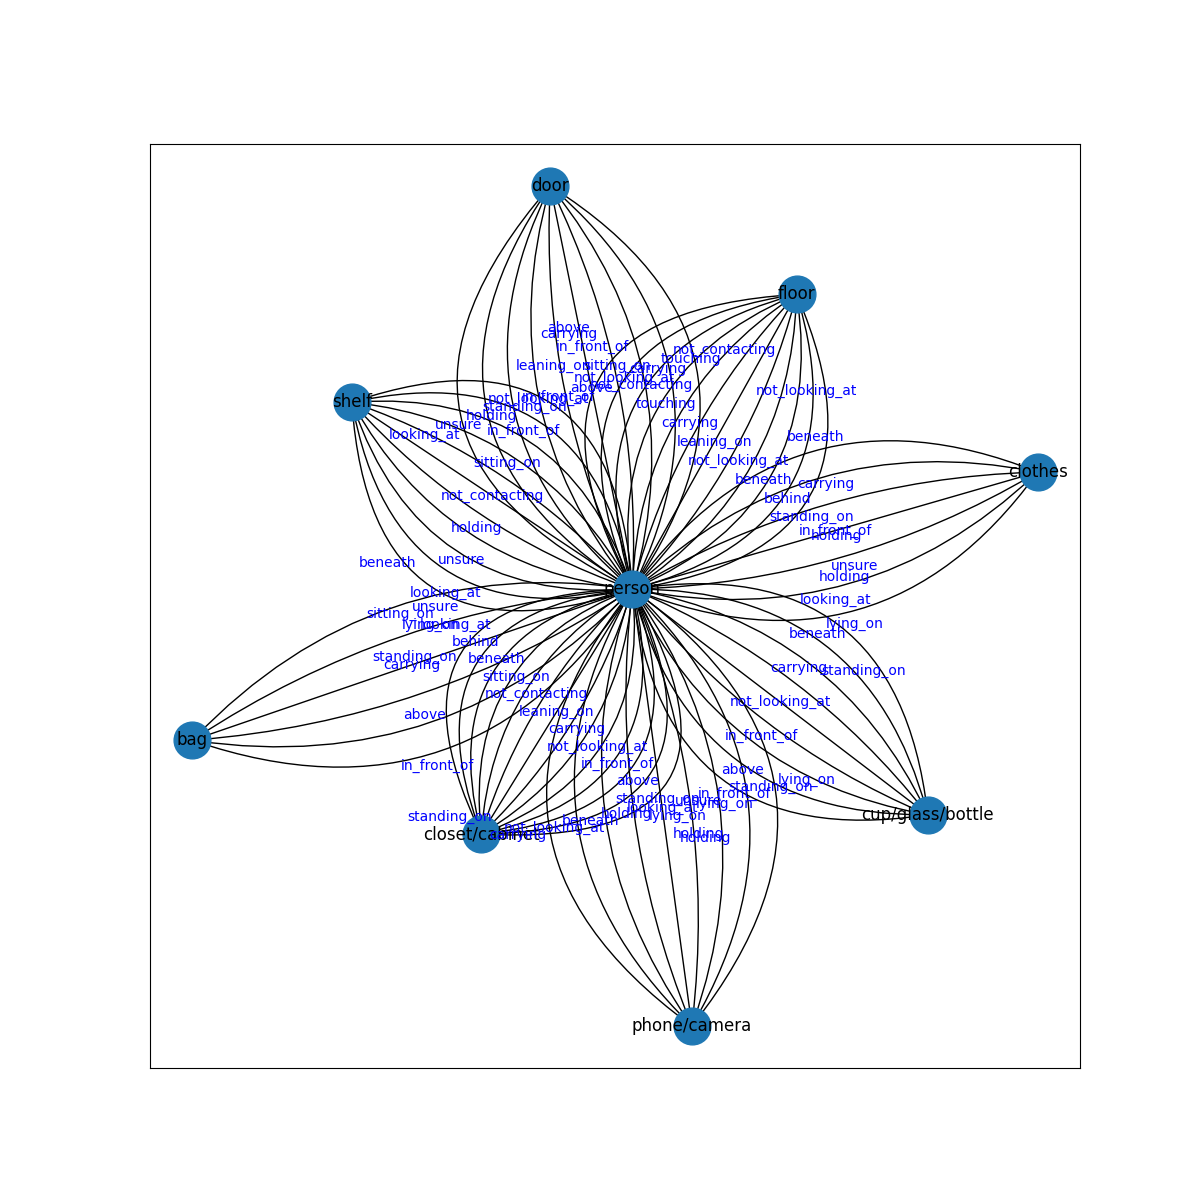 door
floor
above
carrying
in_front_of
not_contacting
touching
leaning_on
sitting_on
carrying
not_looking_at
not_contacting
above
not_looking_at
in_front_of
not_looking_at
shelf
standing_on
touching
holding
carrying
unsure
in_front_of
looking_at
beneath
leaning_on
sitting_on
not_looking_at
clothes
beneath
carrying
not_contacting
behind
standing_on
holding
in_front_of
holding
beneath
unsure
unsure
holding
person
looking_at
looking_at
unsure
sitting_on
lying_on
looking_at
lying_on
behind
beneath
standing_on
beneath
carrying
carrying
standing_on
sitting_on
not_contacting
not_looking_at
above
leaning_on
carrying
in_front_of
bag
not_looking_at
in_front_of
in_front_of
above
above
lying_on
standing_on
in_front_of
standing_on
unsure
lying_on
looking_at
holding
lying_on
standing_on
cup/glass/bottle
beneath
not_looking_at
closet/cabinet
holding
holding
phone/camera